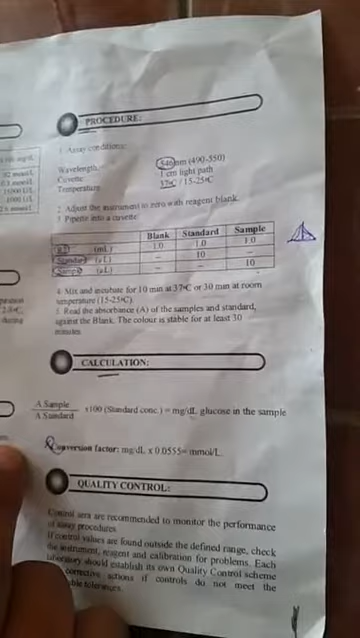 PROCEDURE:
1. Assay conditions:
Wavelength: 546 nm (490-550)
Cuvette: 1 cm light path
Temperature 37ºC / 15-25ºC
2. Adjust the instrument to zero with reagent blank.
3. Pipette into a cuvette:
Blank Standard Sample
R1 (mL) 1.0 1.0 1.0
Standard (µL) -- 10 --
Sample (µL) -- -- 10
4. Mix and incubate for 10 min at 37ºC or 30 min at room
temperature (15-25ºC).
5. Read the absorbance (A) of the samples and standard,
against the Blank. The colour is stable for at least 30
minutes.
CALCULATION:
A Sample
A Standard
x100 (Standard conc.) = mg/dL glucose in the sample
Conversion factor: mg/dL x 0.0555= mmol/L.
QUALITY CONTROL:
Control sera are recommended to monitor the performance
of assay procedures.
If control values are found outside the defined range, check
the instrument, reagent and calibration for problems. Each
laboratory should establish its own Quality Control scheme
corrective actions if controls do not meet the
tolerances.